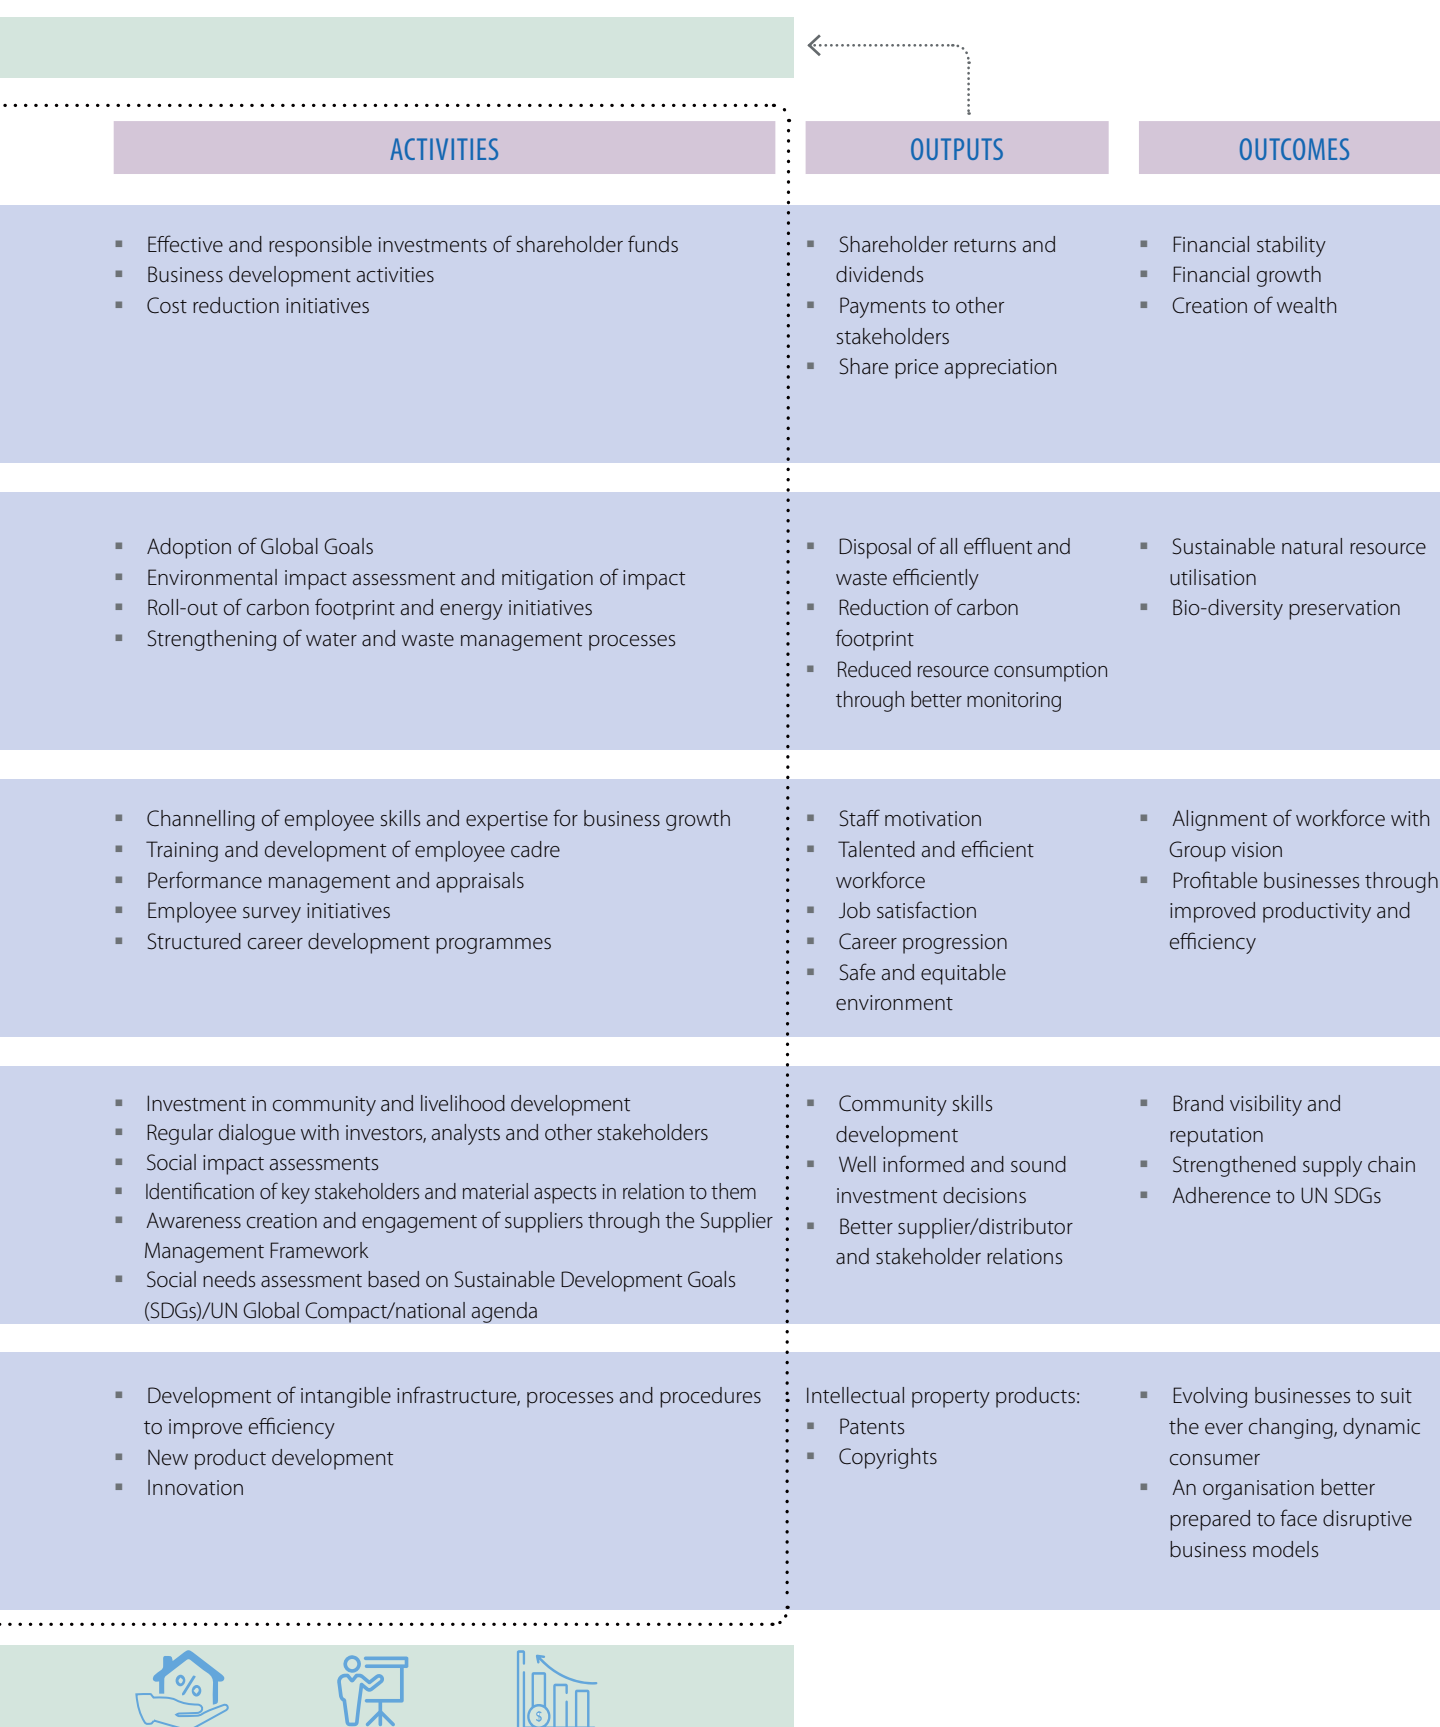 ACTIVITIES
OUTPUTS
OUTCOMES
▪ Effective and responsible investments of shareholder funds
▪ Business development activities
▪ Cost reduction initiatives
▪ Shareholder returns and
dividends
▪ Payments to other
stakeholders
▪ Share price appreciation
▪ Financial stability
▪ Financial growth
▪ Creation of wealth
▪ Adoption of Global Goals
▪ Environmental impact assessment and mitigation of impact
▪ Roll-out of carbon footprint and energy initiatives
▪ Strengthening of water and waste management processes
▪ Disposal of all effluent and
waste efficiently
▪ Reduction of carbon
footprint
▪ Reduced resource consumption
through better monitoring
▪ Sustainable natural resource
utilisation
▪ Bio-diversity preservation
▪ Channelling of employee skills and expertise for business growth
▪ Training and development of employee cadre
▪ Performance management and appraisals
▪ Employee survey initiatives
▪ Structured career development programmes
▪ Staff motivation
▪ Talented and efficient
workforce
▪ Job satisfaction
▪ Career progression
▪ Safe and equitable
environment
▪ Alignment of workforce with
Group vision
▪ Profitable businesses through
improved productivity and
efficiency
▪ Investment in community and livelihood development
▪ Regular dialogue with investors, analysts and other stakeholders
▪ Social impact assessments
▪ Identification of key stakeholders and material aspects in relation to them
▪ Awareness creation and engagement of suppliers through the Supplier
Management Framework
▪ Social needs assessment based on Sustainable Development Goals
(SDGs)/UN Global Compact/national agenda
▪ Community skills
development
▪ Well informed and sound
investment decisions
▪ Better supplier/distributor
and stakeholder relations
▪ Brand visibility and
reputation
▪ Strengthened supply chain
▪ Adherence to UN SDGs
▪ Development of intangible infrastructure, processes and procedures
to improve efficiency
▪ New product development
▪ Innovation
Intellectual property products:
▪ Patents
▪ Copyrights
▪ Evolving businesses to suit
the ever changing, dynamic
consumer
▪ An organisation better
prepared to face disruptive
business models
%
$